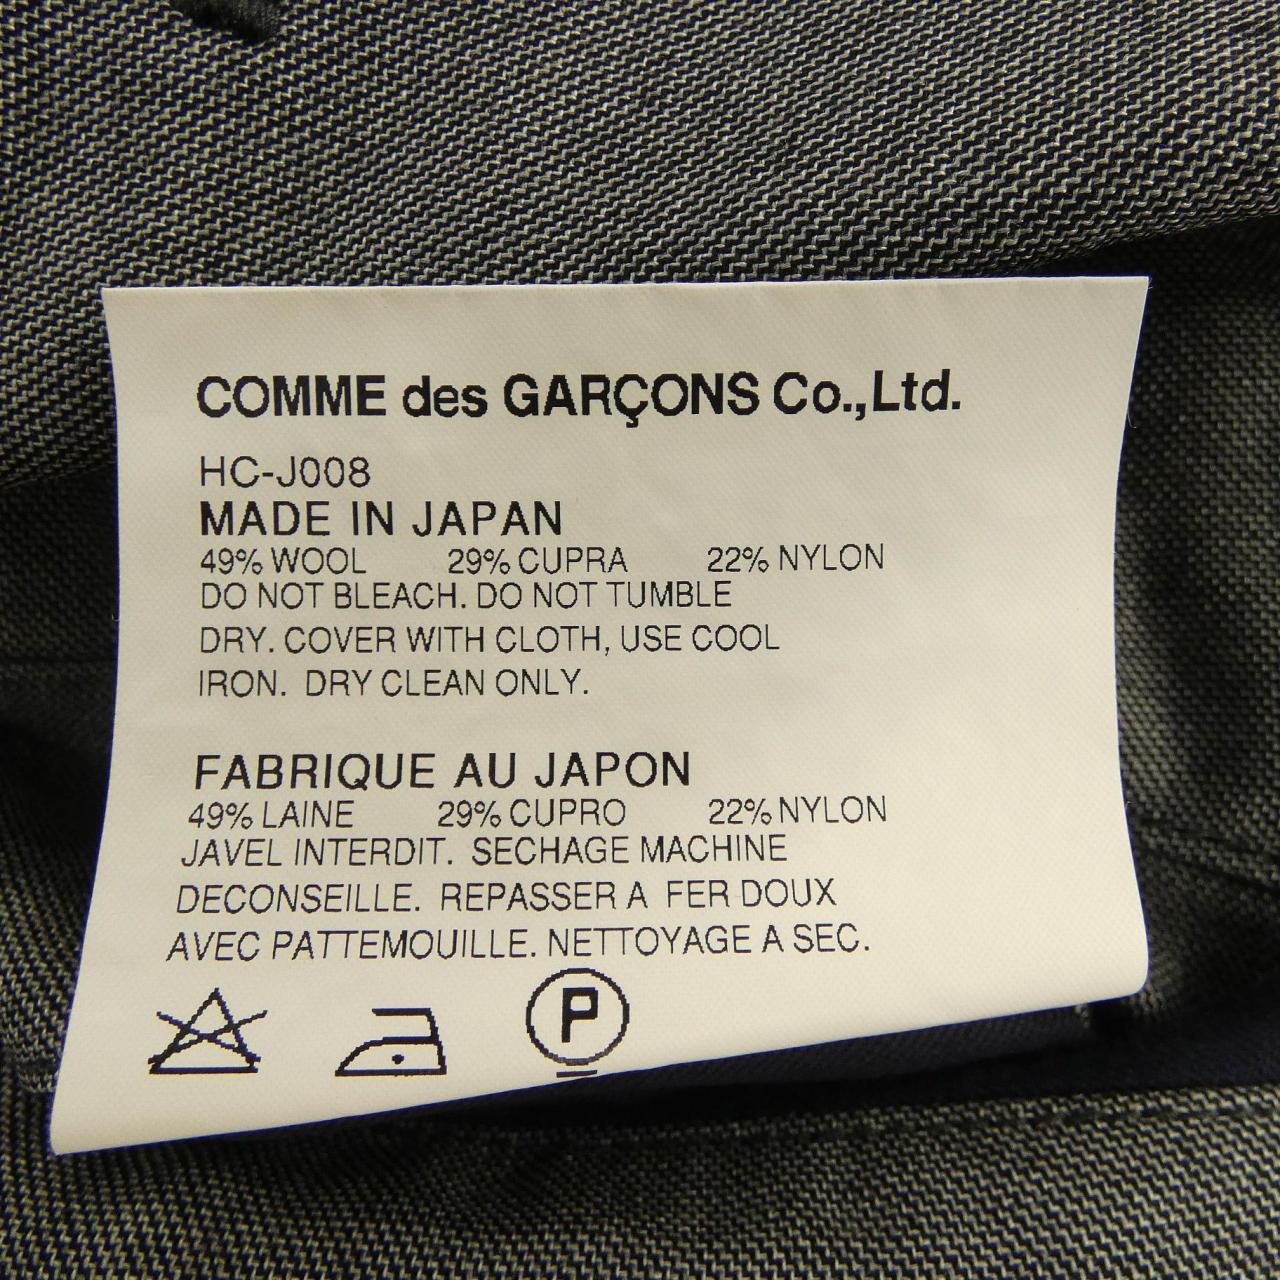 COMME des GARÇONS Co.,Ltd.
HC-J008
MADE IN JAPAN
49% WOOL 29% CUPRA 22% NYLON
DO NOT BLEACH. DO NOT TUMBLE
DRY. COVER WITH CLOTH, USE COOL
IRON. DRY CLEAN ONLY.
FABRIQUE AU JAPON
49% LAINE 29% CUPRO 22% NYLON
JAVEL INTERDIT. SECHAGE MACHINE
DECONSEILLE. REPASSER A FER DOUX
AVEC PATTEMOUILLE. NETTOYAGE A SEC.
P